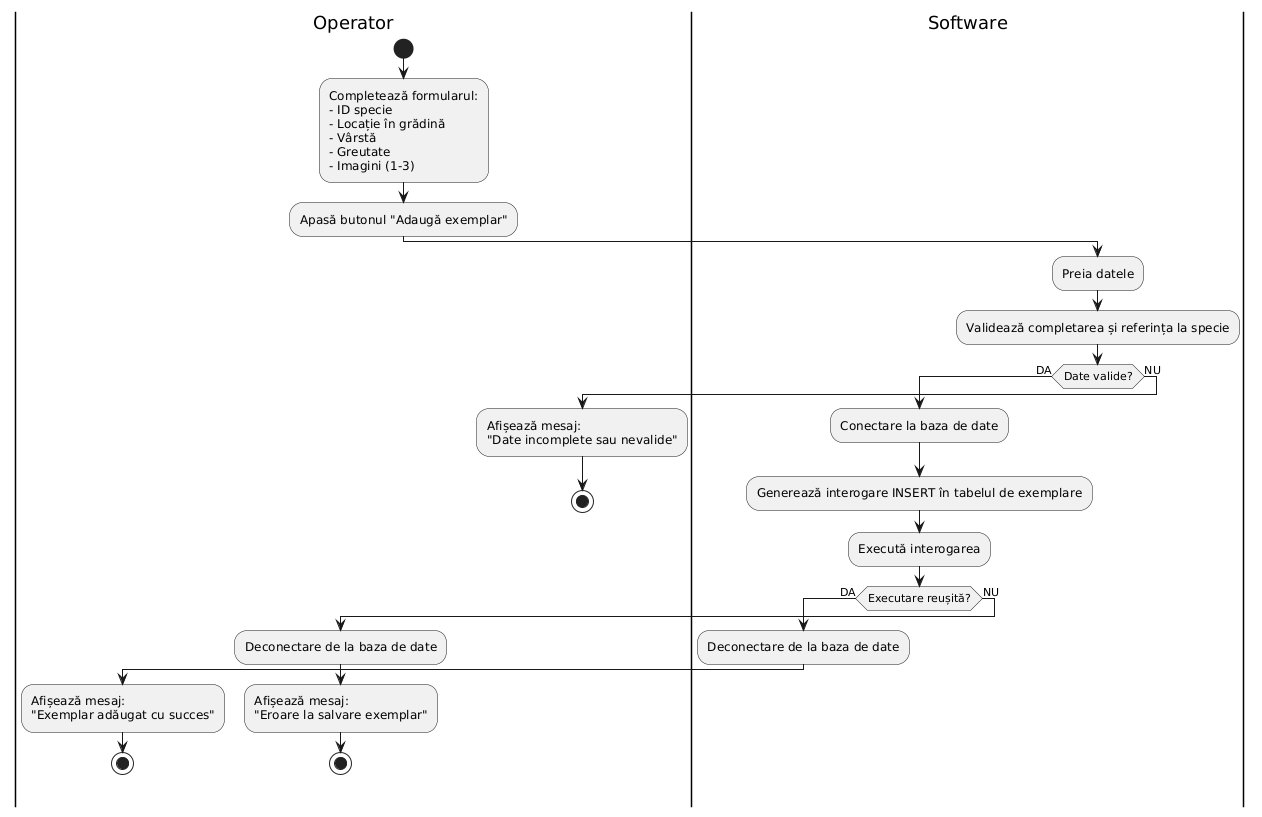 Operator
Software
Completează formularul:
- ID specie
- Locație în grădină
- Vârstă
- Greutate
- Imagini (1-3)
Apasă butonul "Adaugă exemplar"
Preia datele
Validează completarea și referința la specie
DA
Date valide?
NU
Afișează mesaj:
"Date incomplete sau nevalide"
Conectare la baza de date
Generează interogare INSERT în tabelul de exemplare
Execută interogarea
DA
Executare reușită?
NU
Deconectare de la baza de date
Deconectare de la baza de date
Afișează mesaj:
"Exemplar adăugat cu succes"
Afișează mesaj:
"Eroare la salvare exemplar"